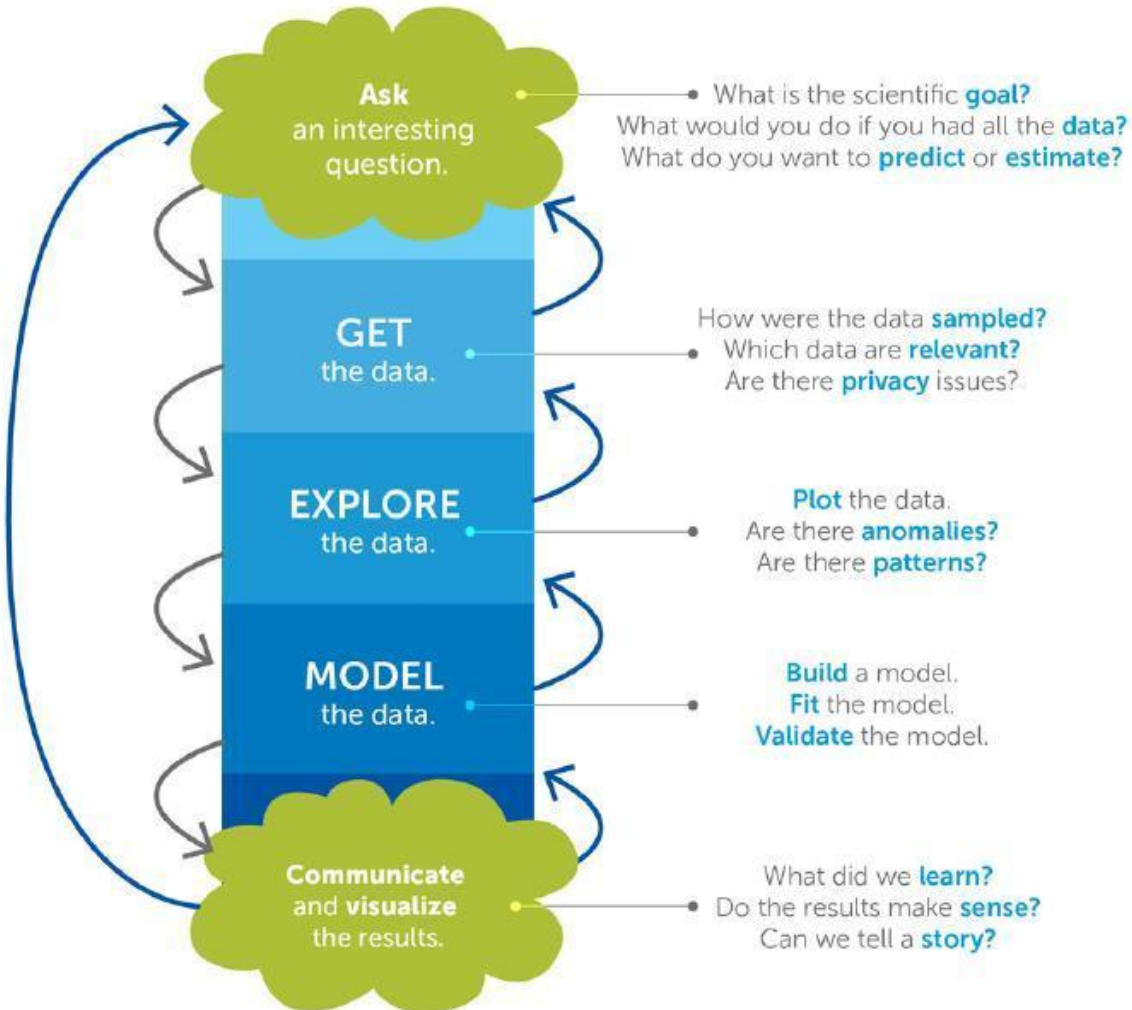 Ask
an interesting
question.
What is the scientific goal?
What would you do if you had all the data?
What do you want to predict or estimate?
GET
the data.
How were the data sampled?
Which data are relevant?
Are there privacy issues?
EXPLORE
the data.
Plot the data.
Are there anomalies?
Are there patterns?
MODEL
the data.
Build a model.
Fit the model.
Validate the model.
Communicate
and visualize
the results.
What did we learn?
Do the results make sense?
Can we tell a story?